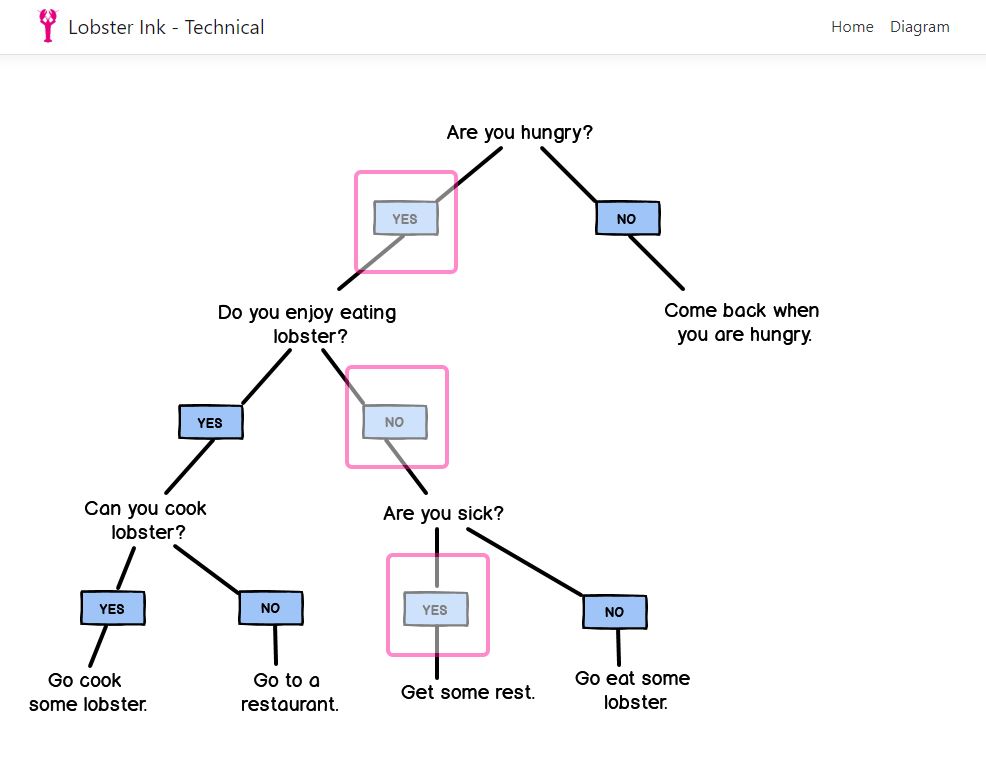 Lobster Ink - Technical
Home Diagram
Are you hungry?
YES
NO
Do you enjoy eating
lobster?
Come back when
you are hungry.
YES
NO
Can you cook
lobster?
Are you sick?
YES
NO
YES
NO
Go cook
some lobster.
Go to a
restaurant.
Get some rest.
Go eat some
lobster.